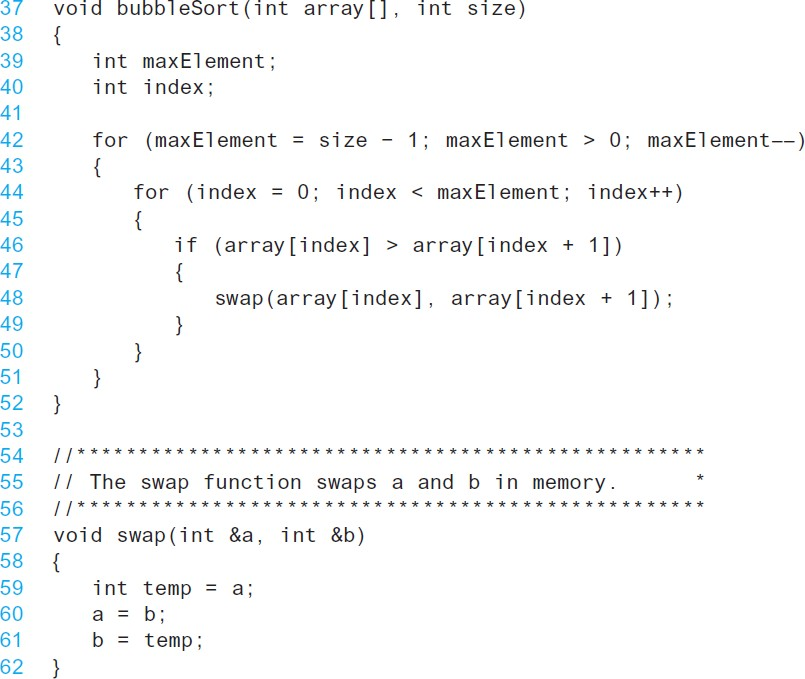 37 void bubbleSort(int array[], int size)
38 {
39 int maxElement;
40 int index;
41
42 for (maxElement = size − 1; maxElement > 0; maxElement−−)
43 {
44 for (index = 0; index < maxElement; index++)
45 {
46 if (array[index] > array[index + 1])
47 {
48 swap(array[index], array[index + 1]);
49 }
50 }
51 }
52 }
53
54 //***************************************************
55 // The swap function swaps a and b in memory. *
56 //***************************************************
57 void swap(int &a, int &b)
58 {
59 int temp = a;
60 a = b;
61 b = temp;
62 }